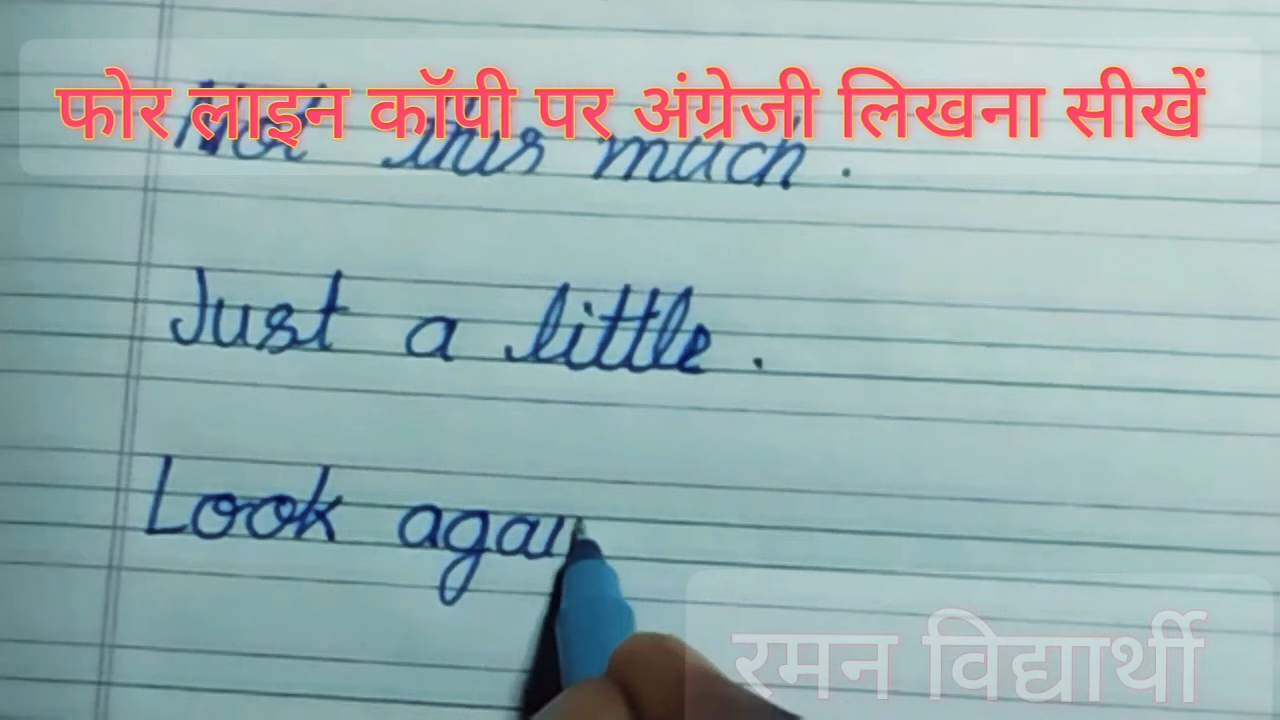 फोर लाइन कॉपी पर अंग्रेजी लिखना सीखें
Not this much.
Just a little.
Look agai
रमन विद्यार्थी